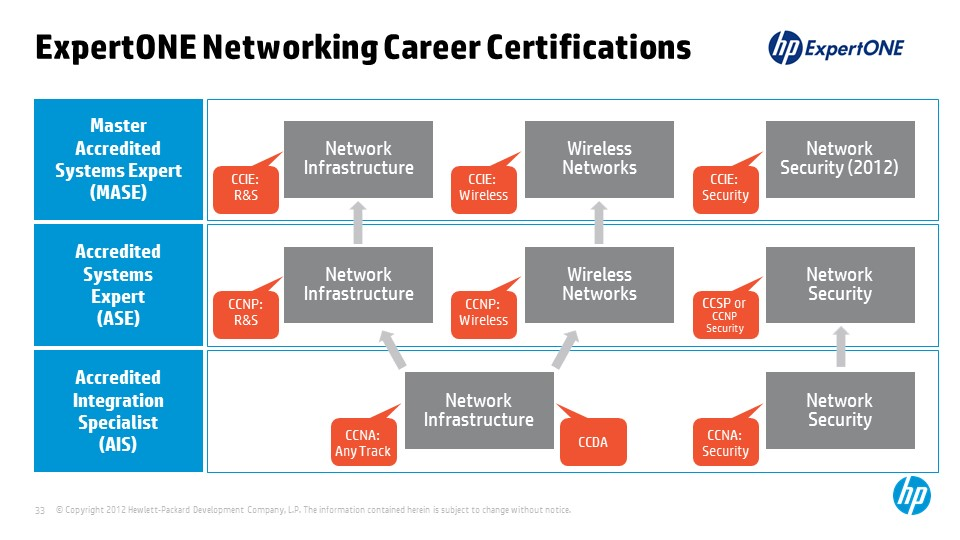 ExpertONE Networking Career Certifications
hp ExpertONE
Master
Accredited
Systems Expert
(MASE)
Network
Infrastructure
CCIE:
R&S
Wireless
Networks
CCIE:
Wireless
Network
Security (2012)
CCIE:
Security
Accredited
Systems
Expert
(ASE)
Network
Infrastructure
CCNP:
R&S
Wireless
Networks
CCNP:
Wireless
Network
Security
CCSP or
CCNP
Security
Accredited
Integration
Specialist
(AIS)
Network
Infrastructure
CCNA:
Any Track
CCDA
Network
Security
CCNA:
Security
hp
33 © Copyright 2012 Hewlett-Packard Development Company, L.P. The information contained herein is subject to change without notice.